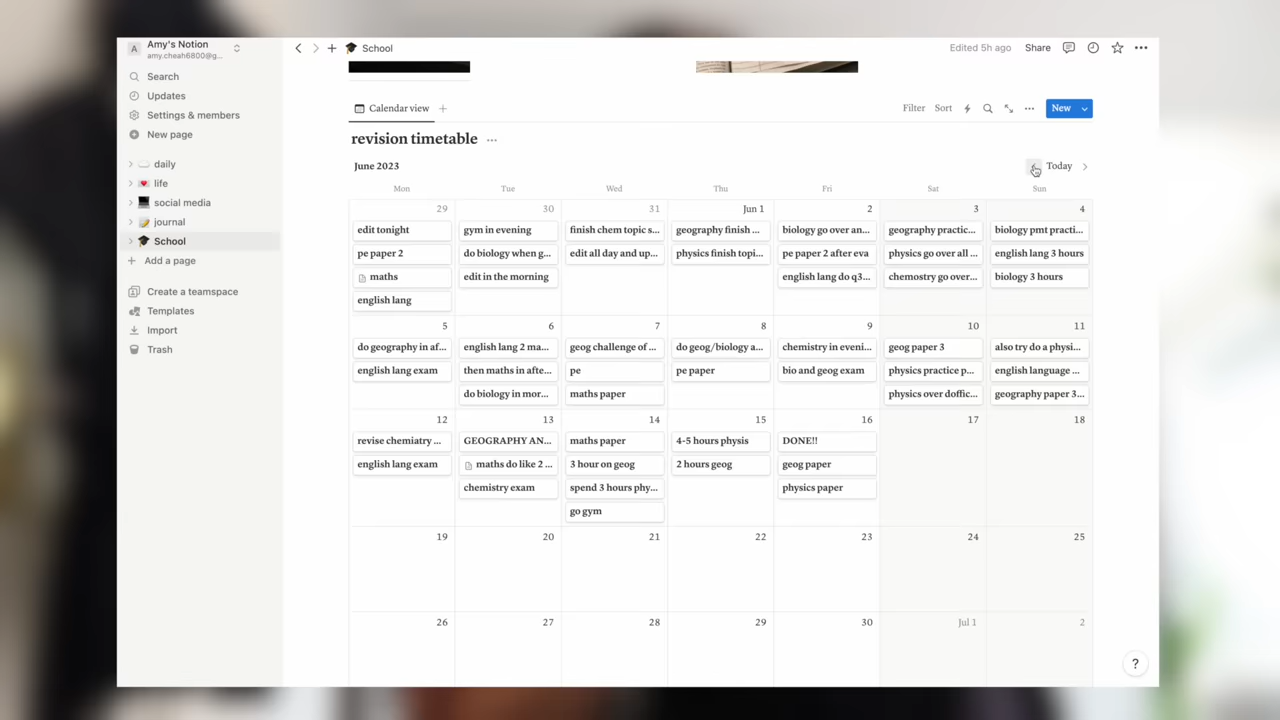 A
Amy's Notion
amy.cheah6800@g...
Search
Updates
Settings & members
New page
daily
life
social media
journal
School
Add a page
Create a teamspace
Templates
Import
Trash
School
Edited 5h ago Share
Calendar view
Filter Sort New
revision timetable
June 2023
Today
Mon Tue Wed Thu Fri Sat Sun
29 30 31 Jun 1 2 3 4
edit tonight gym in evening finish chem topic s... geography finish ... biology go over an... geography practic... biology pmt practi...
pe paper 2 do biology when g... edit all day and up... physics finish topi... pe paper 2 after eva physics go over all ... english lang 3 hours
maths edit in the morning english lang do q3... chemostry go over... biology 3 hours
english lang
5 6 7 8 9 10 11
do geography in af... english lang 2 ma... geog challenge of ... do geog/biology a... chemistry in eveni... geog paper 3 also try do a physi...
english lang exam then maths in afte... pe pe paper bio and geog exam physics practice p... english language ...
do biology in mor... maths paper physics over doffic... geography paper 3...
12 13 14 15 16 17 18
revise chemiatry ... GEOGRAPHY AN... maths paper 4-5 hours physis DONE!!
english lang exam maths do like 2 ... 3 hour on geog 2 hours geog geog paper
chemistry exam spend 3 hours phy... physics paper
go gym
19 20 21 22 23 24 25
26 27 28 29 30 Jul 1 2
?